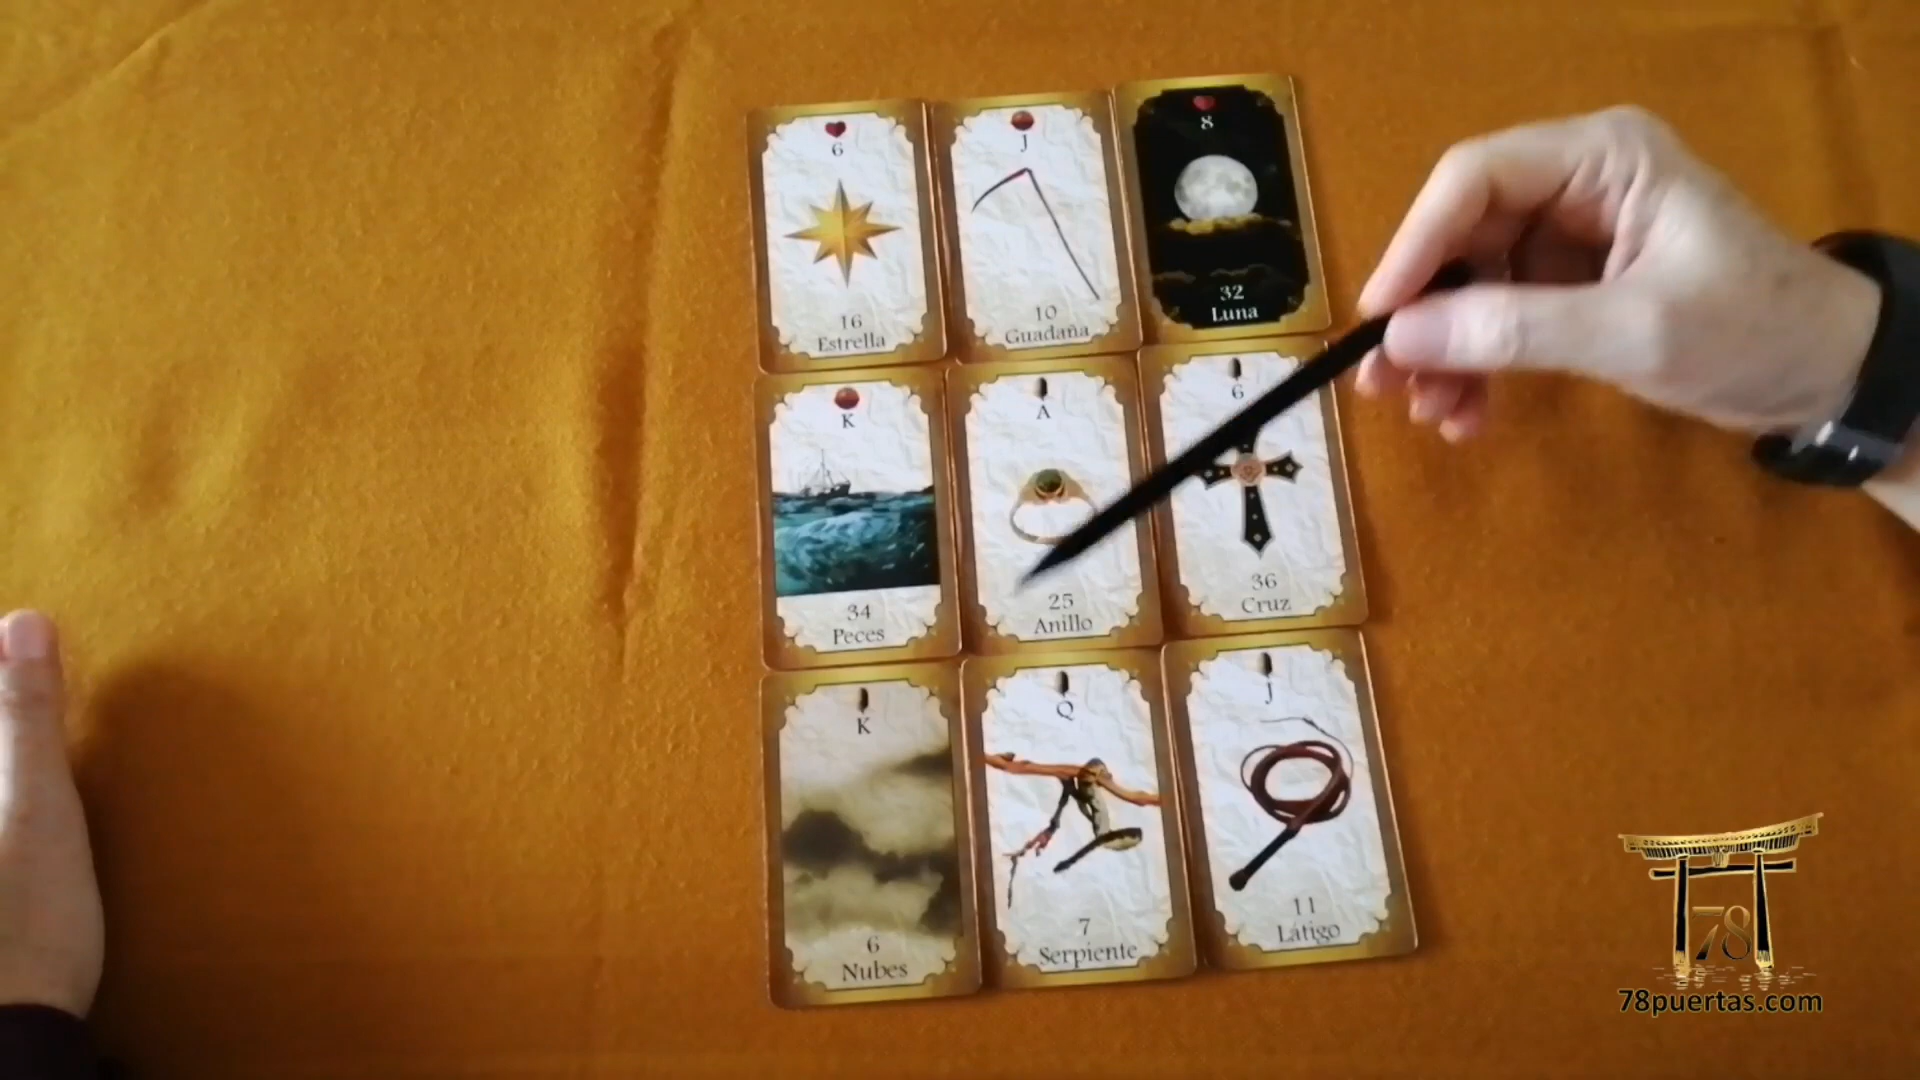 6
16
Estrella
J
10
Guadaña
8
32
Luna
K
34
Peces
A
25
Anillo
6
36
Cruz
K
6
Nubes
Q
7
Serpiente
J
11
Látigo
78
78puertas.com